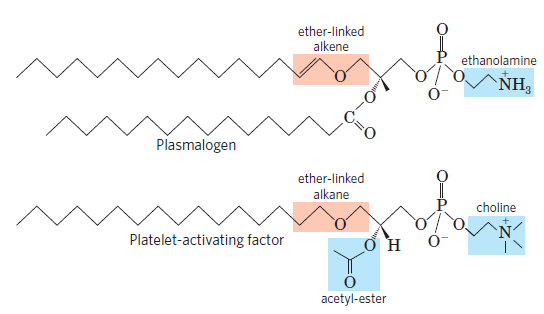 ether-linked
alkene
O
P
ethanolamine
O
O
O
+
NH3
O
O−
C
O
Plasmalogen
ether-linked
alkane
O
P
choline
O
O
O
+
N
Platelet-activating factor
O
H
O−
O
acetyl-ester